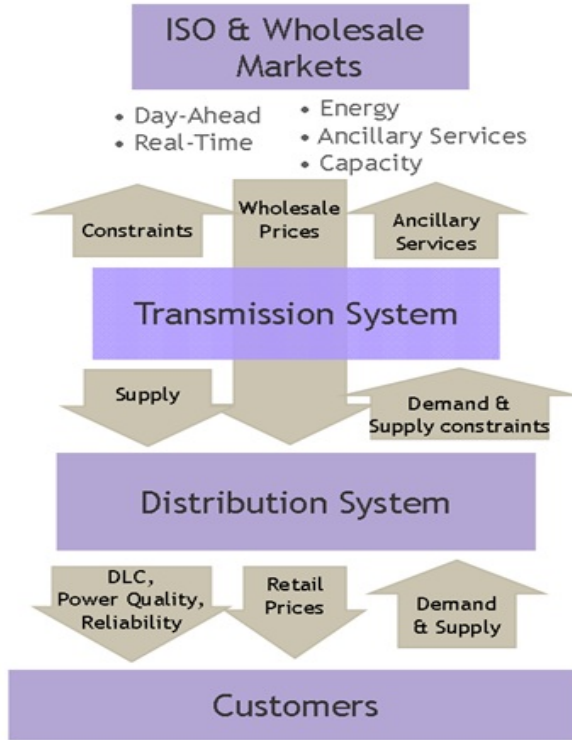 ISO & Wholesale
Markets
• Day-Ahead
• Real-Time
• Energy
• Ancillary Services
• Capacity
Constraints
Wholesale
Prices
Ancillary
Services
Transmission System
Supply
Demand &
Supply constraints
Distribution System
DLC,
Power Quality,
Reliability
Retail
Prices
Demand
& Supply
Customers